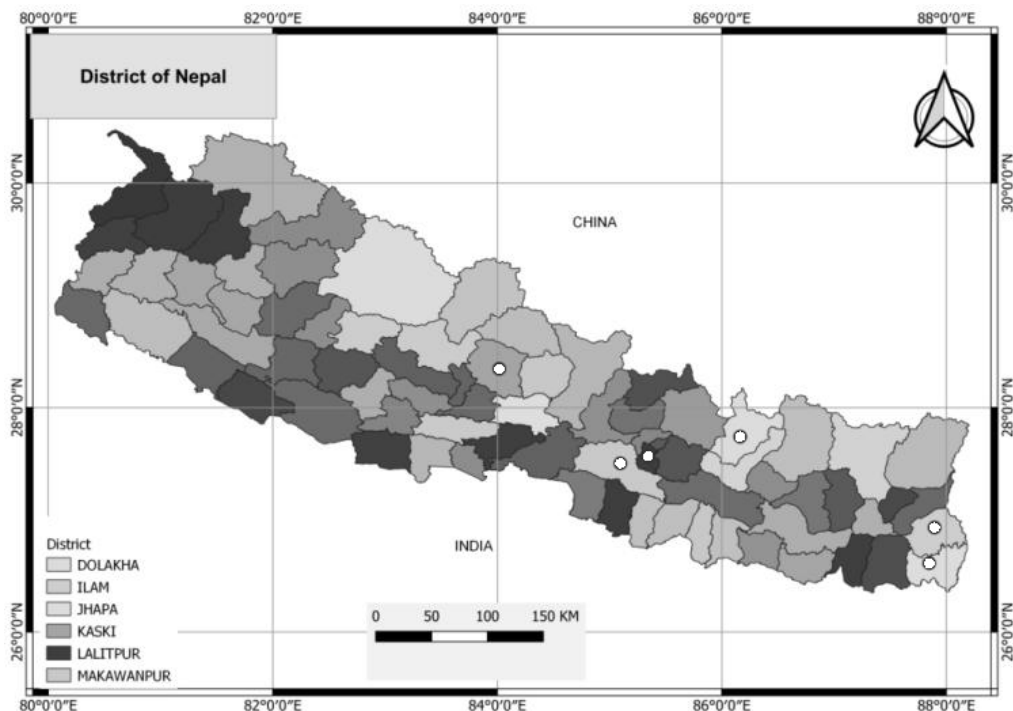 80°0'0"E 82°0'0"E 84°0'0"E 86°0'0"E 88°0'0"E
District of Nepal
30°0'0"N 30°0'0"N
CHINA
28°0'0"N 28°0'0"N
INDIA
District
DOLAKHA
ILAM
JHAPA
KASKI
LALITPUR
MAKAWANPUR
0 50 100 150 KM
26°0'0"N 26°0'0"N
80°0'0"E 82°0'0"E 84°0'0"E 86°0'0"E 88°0'0"E